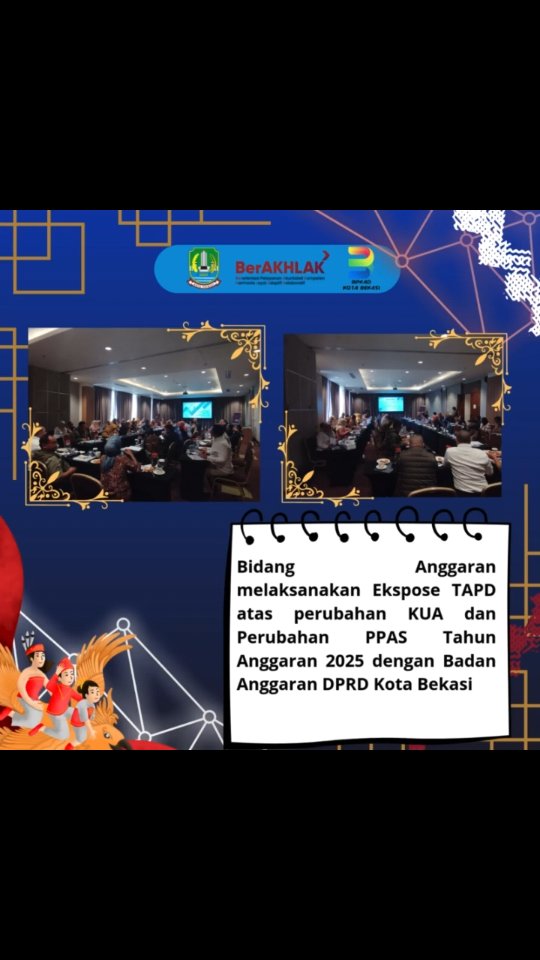 BerAKHLAK
BPKAD
KOTA BEKASI
Bidang Anggaran
melaksanakan Ekspose TAPD
atas perubahan KUA dan
Perubahan PPAS Tahun
Anggaran 2025 dengan Badan
Anggaran DPRD Kota Bekasi